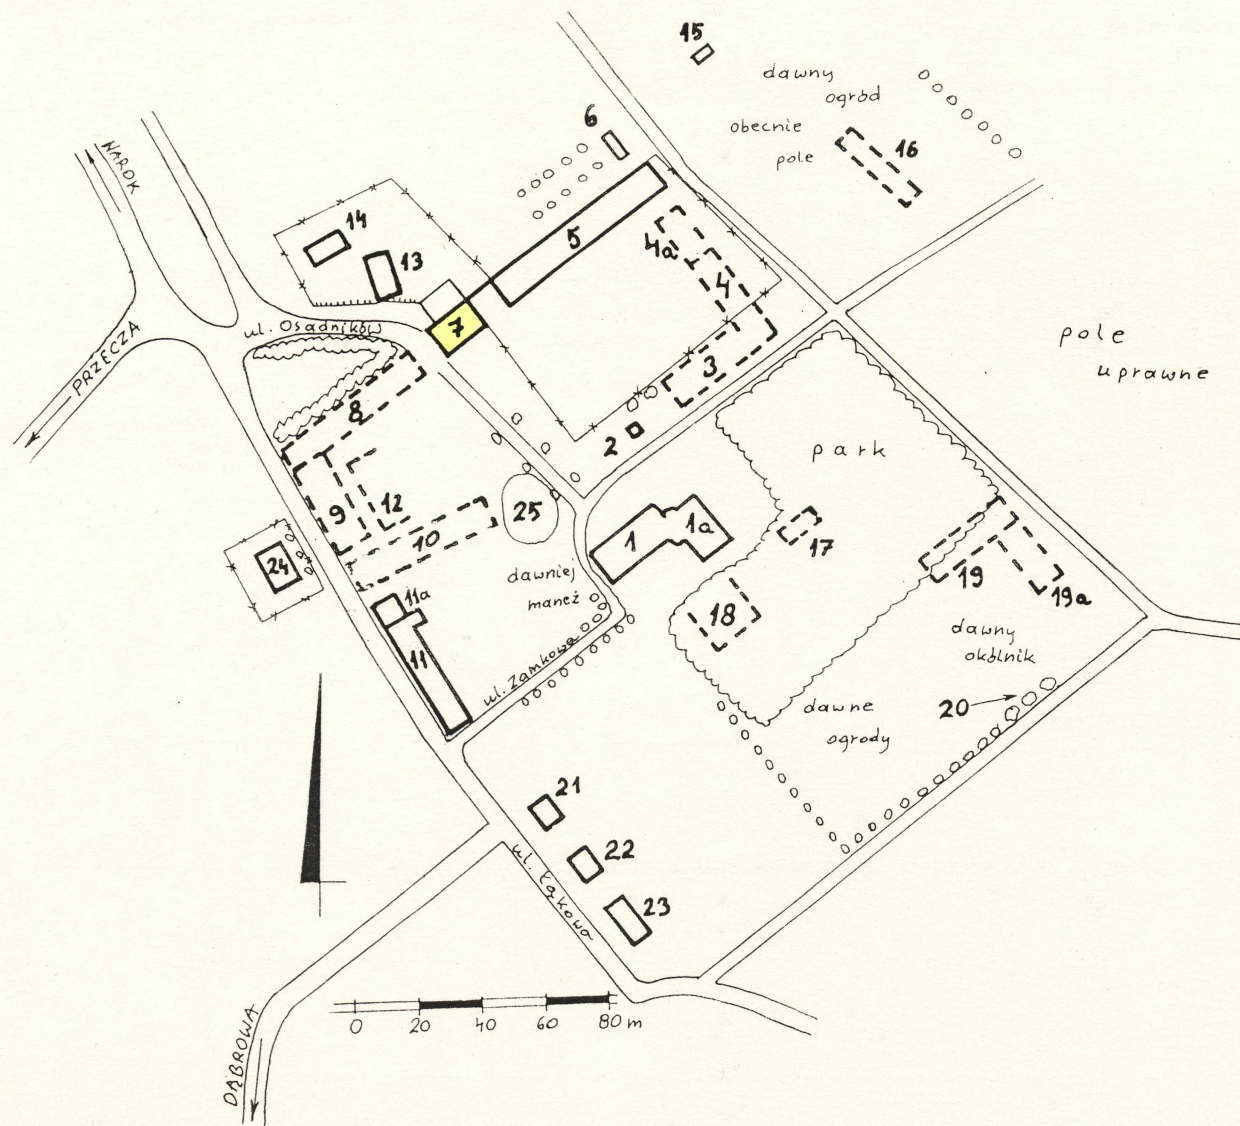 15
dawny
ogród
obecnie
pole
16
6
NAROK
14
13
5
4a
4
7
ul. Osadników
PRZECZA
3
pole
uprawne
8
2
park
9
12
10
25
1
1a
17
24
11a
dawniej
maneż
18
19
19a
11
ul. Zamkowa
dawny
okólnik
20
dawne
ogrody
21
22
23
ul. Łąkowa
0 20 40 60 80 m
DĄBROWA